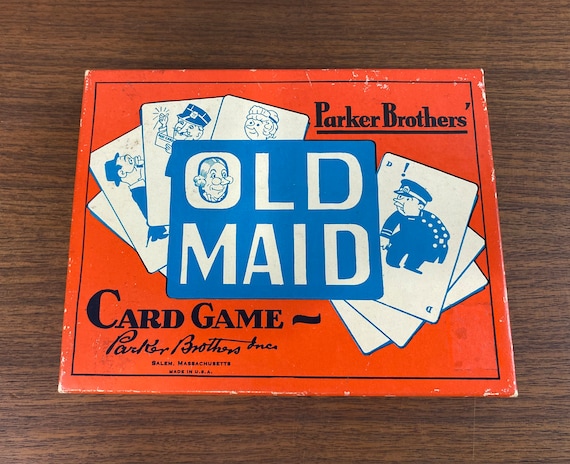 Parker Brothers'
OLD
MAID
D
!
D
CARD GAME ~
Parker Brothers Inc.
SALEM, MASSACHUSETTS
MADE IN U.S.A.